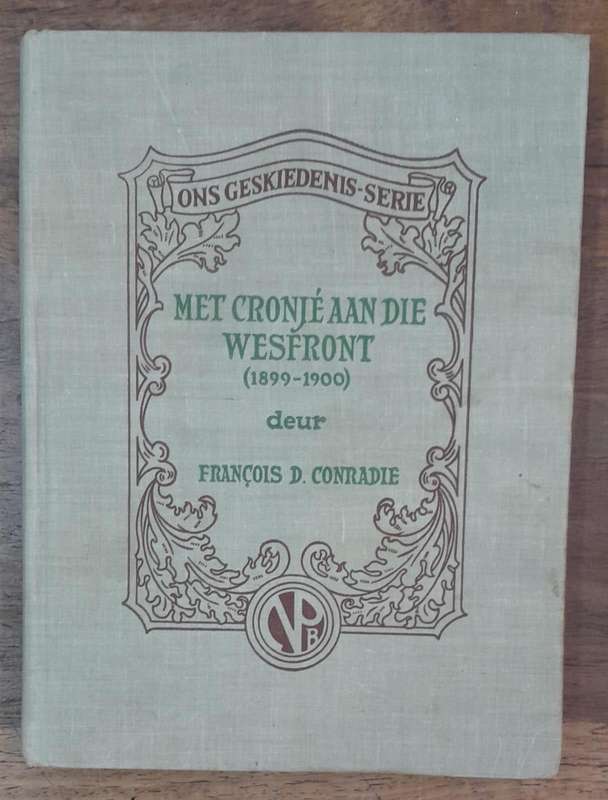 ONS GESKIEDENIS-SERIE
MET CRONJÉ AAN DIE
WESFRONT
(1899-1900)
deur
FRANÇOIS D. CONRADIE
NPB